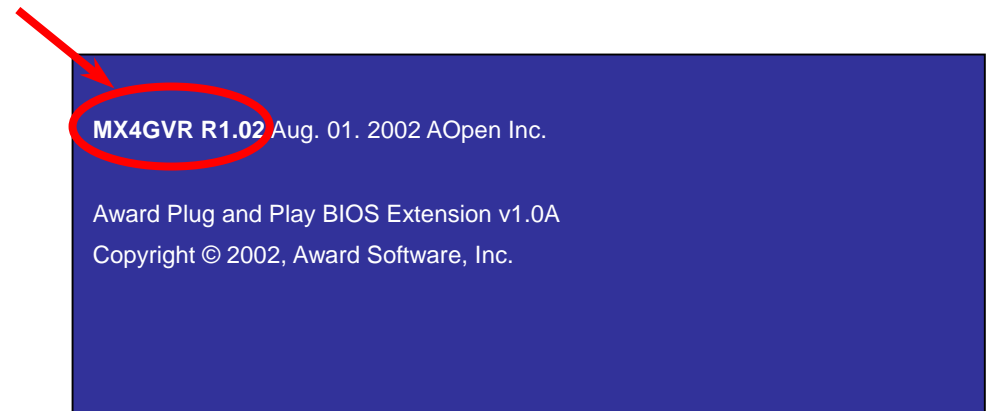 MX4GVR R1.02 Aug. 01. 2002 AOpen Inc.
Award Plug and Play BIOS Extension v1.0A
Copyright © 2002, Award Software, Inc.